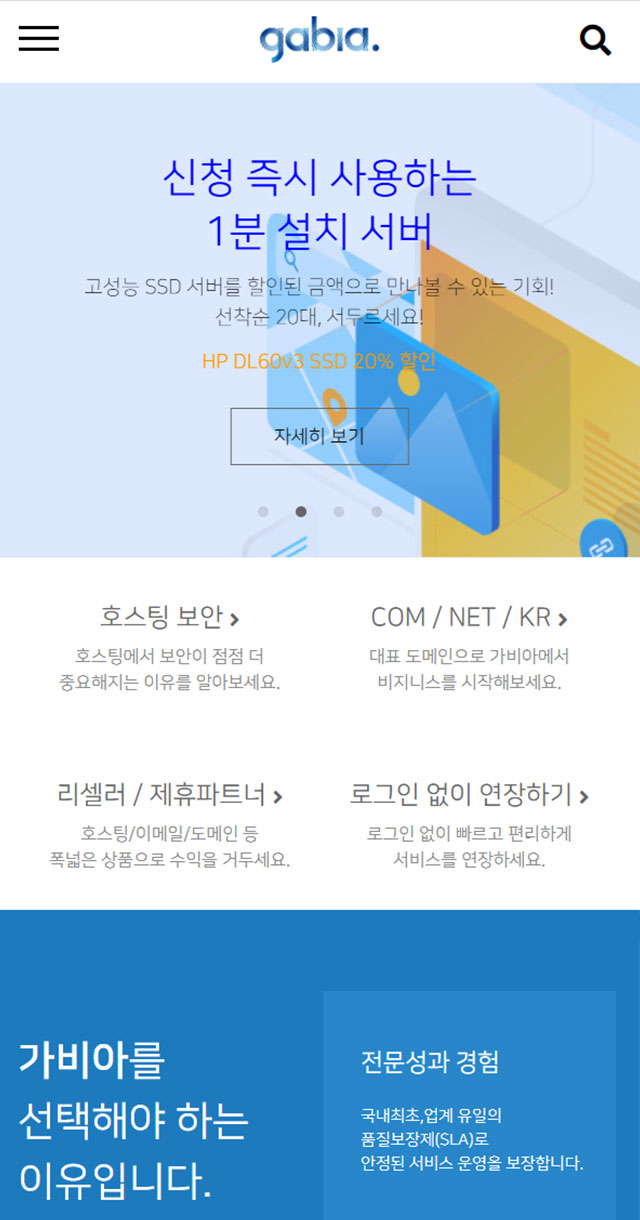 gabia.
신청 즉시 사용하는
1분 설치 서버
고성능 SSD 서버를 할인된 금액으로 만나볼 수 있는 기회!
선착순 20대, 서두르세요!
HP DL60v3 SSD 20% 할인
자세히 보기
호스팅 보안
호스팅에서 보안이 점점 더
중요해지는 이유를 알아보세요.
COM / NET / KR
대표 도메인으로 가비아에서
비지니스를 시작해보세요.
리셀러 / 제휴파트너
호스팅/이메일/도메인 등
폭넓은 상품으로 수익을 거두세요.
로그인 없이 연장하기
로그인 없이 빠르고 편리하게
서비스를 연장하세요.
가비아를
선택해야 하는
이유입니다.
전문성과 경험
국내최초,업계 유일의
품질보장제(SLA)로
안정된 서비스 운영을 보장합니다.